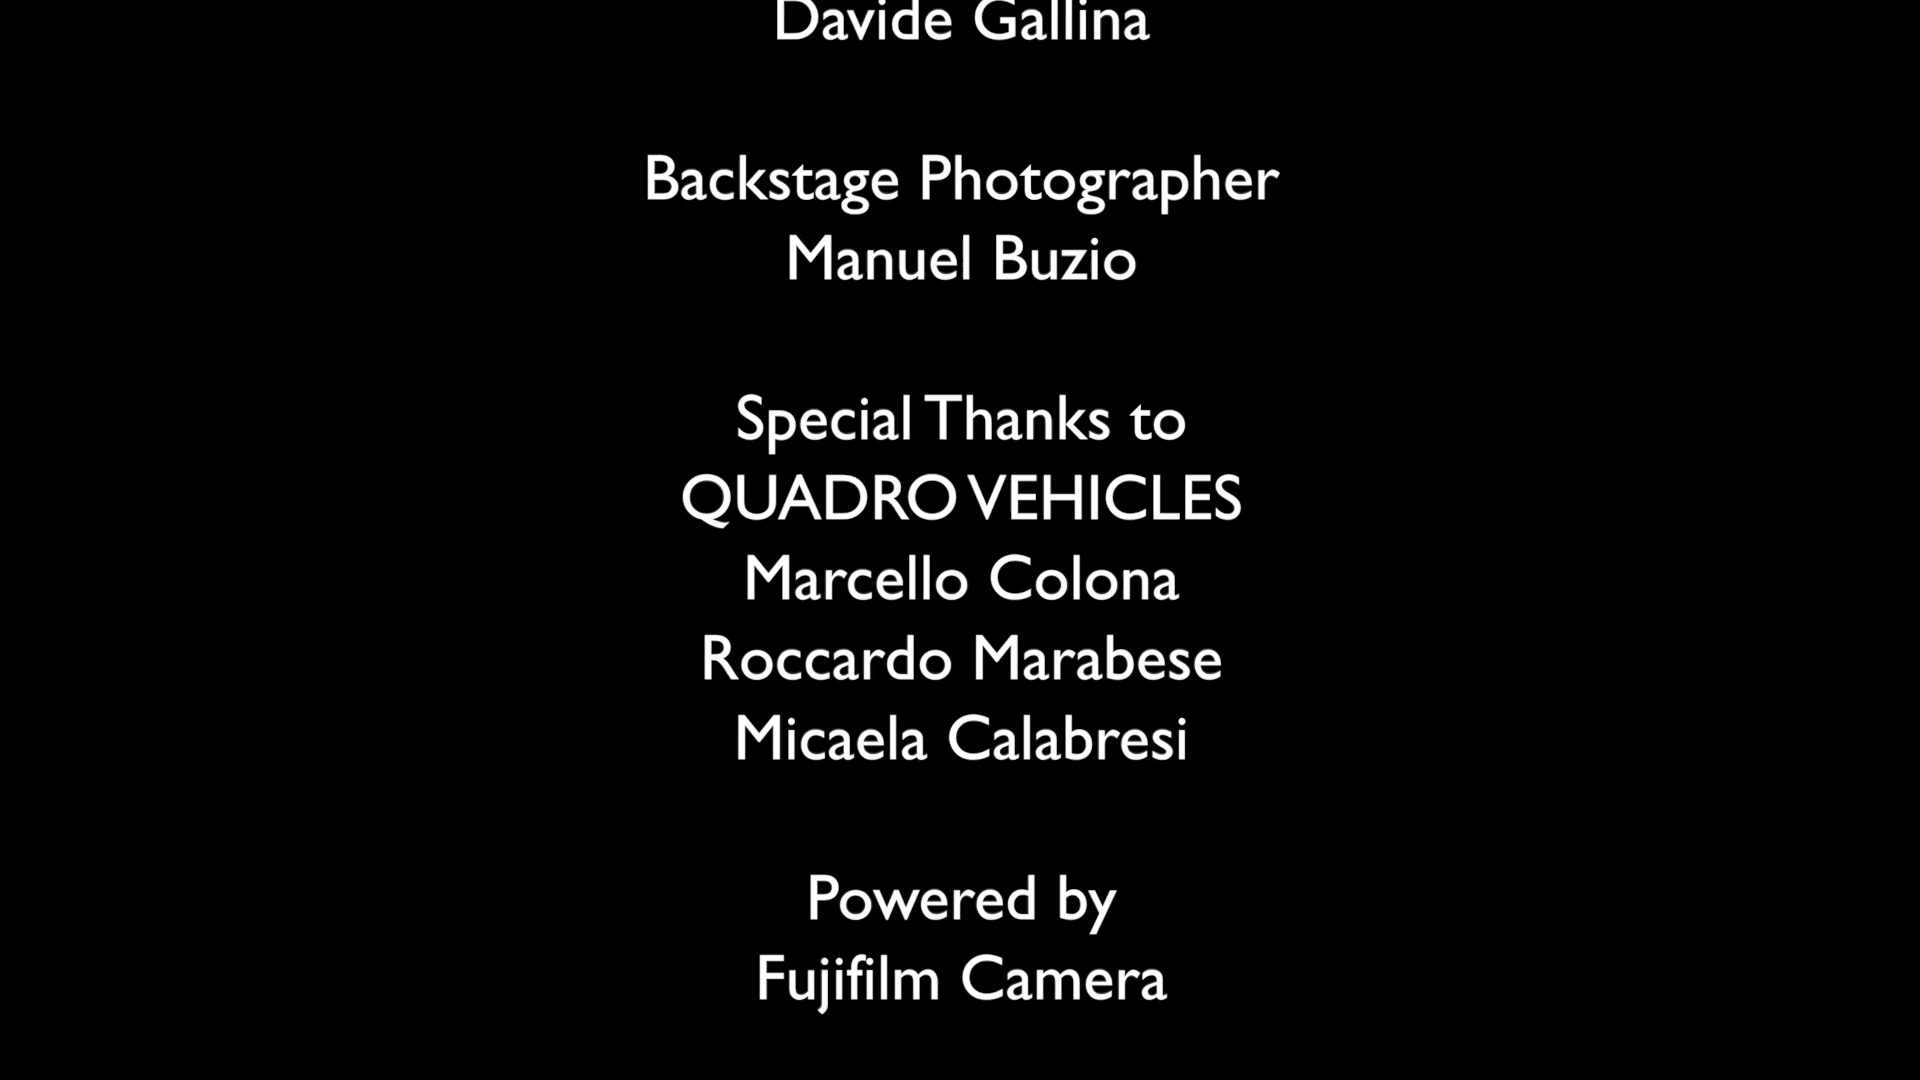 Davide Gallina
Backstage Photographer
Manuel Buzio
Special Thanks to
QUADRO VEHICLES
Marcello Colona
Roccardo Marabese
Micaela Calabresi
Powered by
Fujifilm Camera